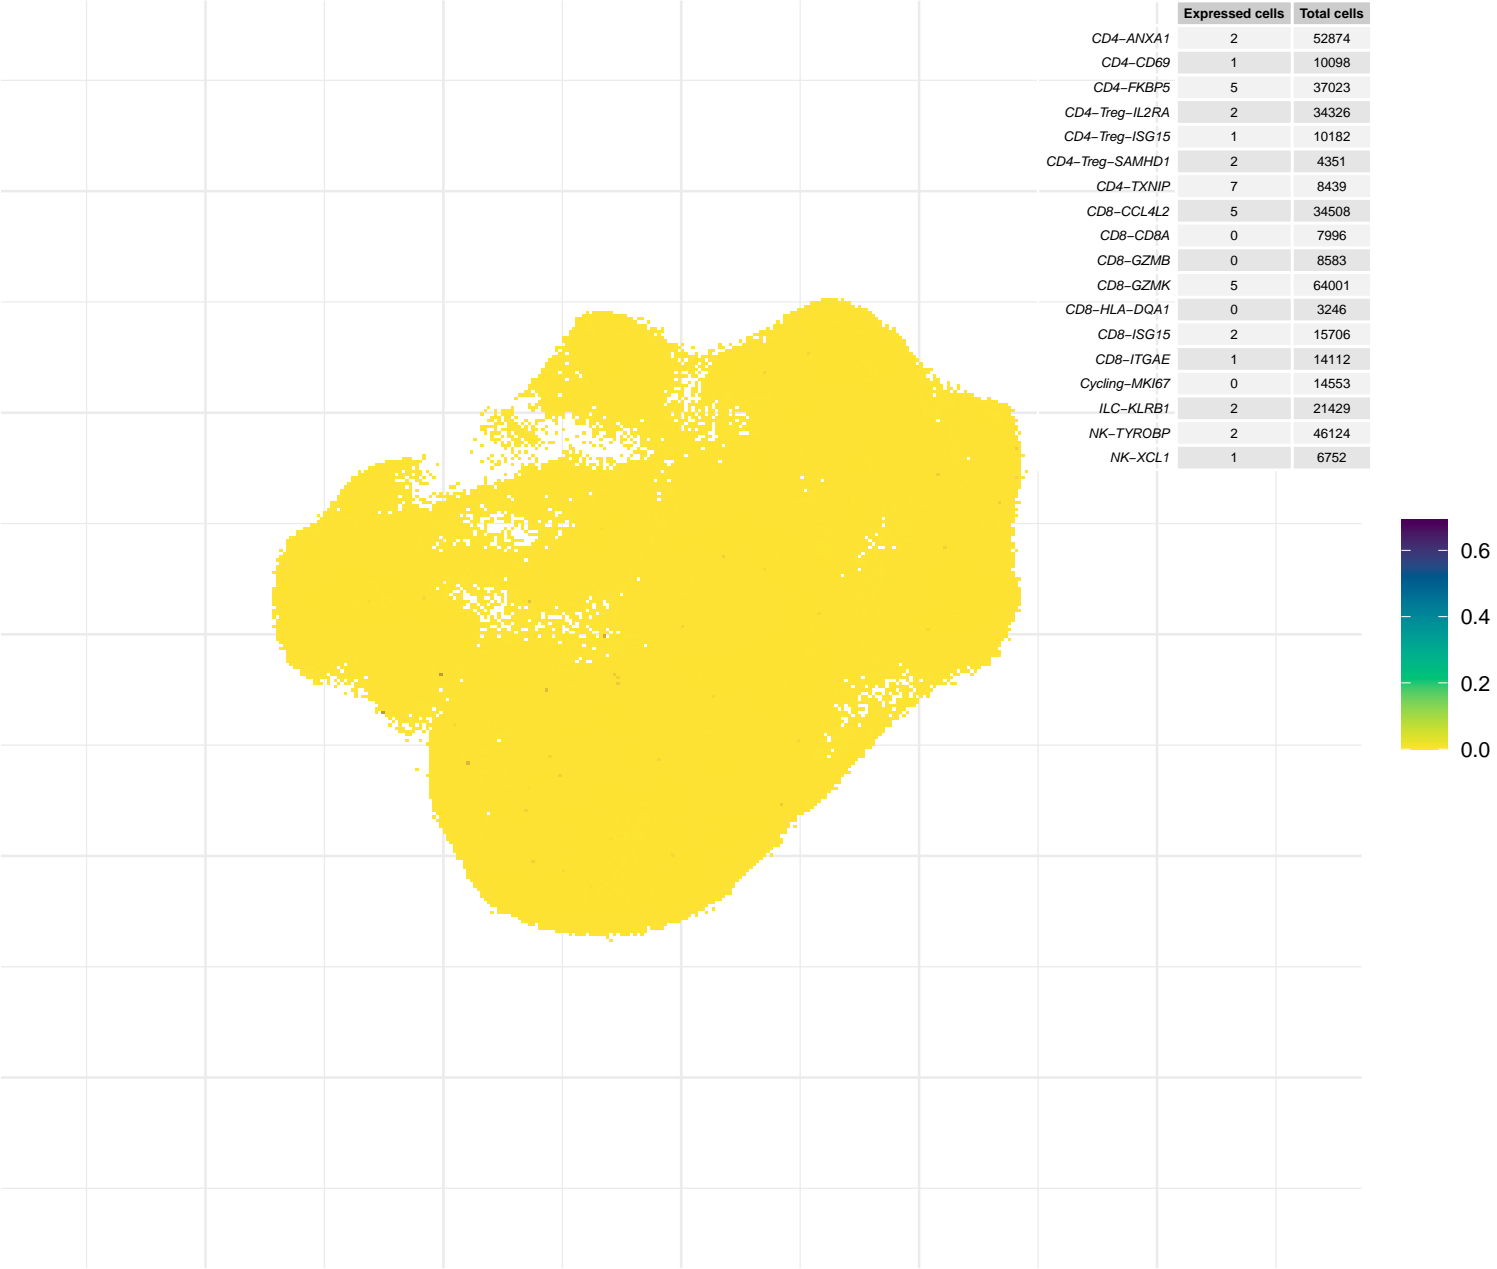 Expressed cells Total cells
CD4−ANXA1 2 52874
CD4−CD69 1 10098
CD4−FKBP5 5 37023
CD4−Treg−IL2RA 2 34326
CD4−Treg−ISG15 1 10182
CD4−Treg−SAMHD1 2 4351
CD4−TXNIP 7 8439
CD8−CCL4L2 5 34508
CD8−CD8A 0 7996
CD8−GZMB 0 8583
CD8−GZMK 5 64001
CD8−HLA−DQA1 0 3246
CD8−ISG15 2 15706
CD8−ITGAE 1 14112
Cycling−MKI67 0 14553
ILC−KLRB1 2 21429
NK−TYROBP 2 46124
NK−XCL1 1 6752
0.6
0.4
0.2
0.0